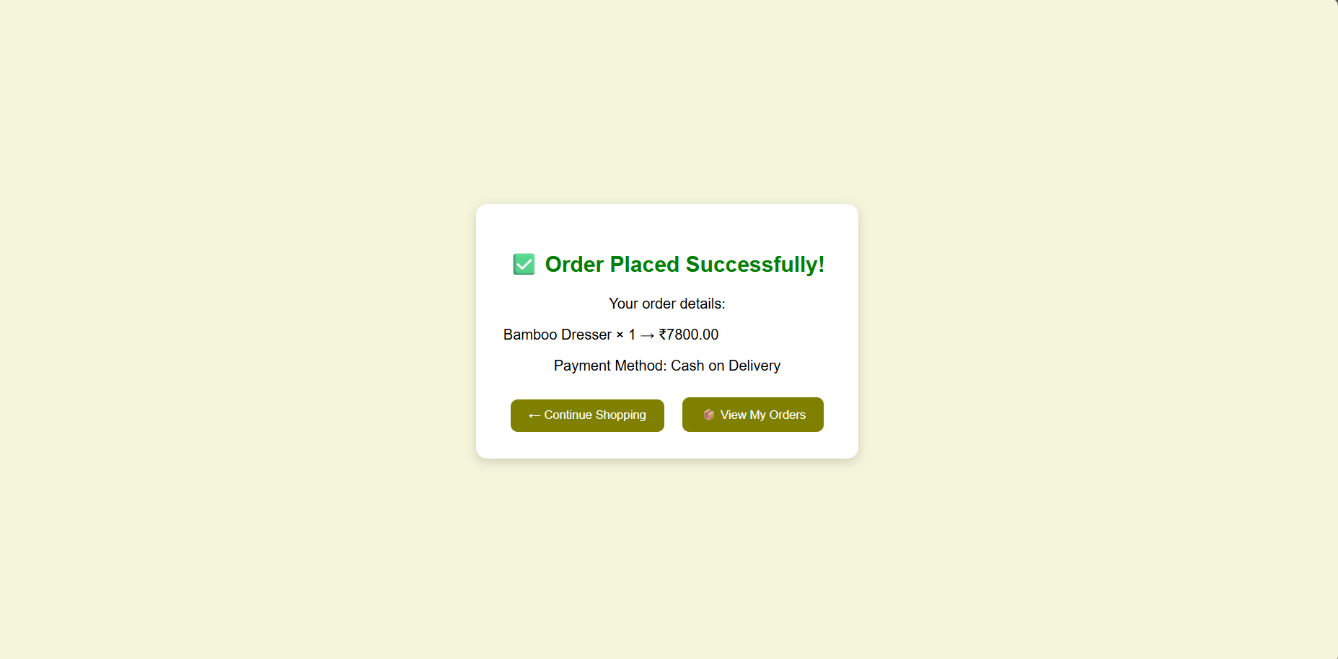 ✅ Order Placed Successfully!
Your order details:
Bamboo Dresser × 1 → ₹7800.00
Payment Method: Cash on Delivery
← Continue Shopping
📦 View My Orders